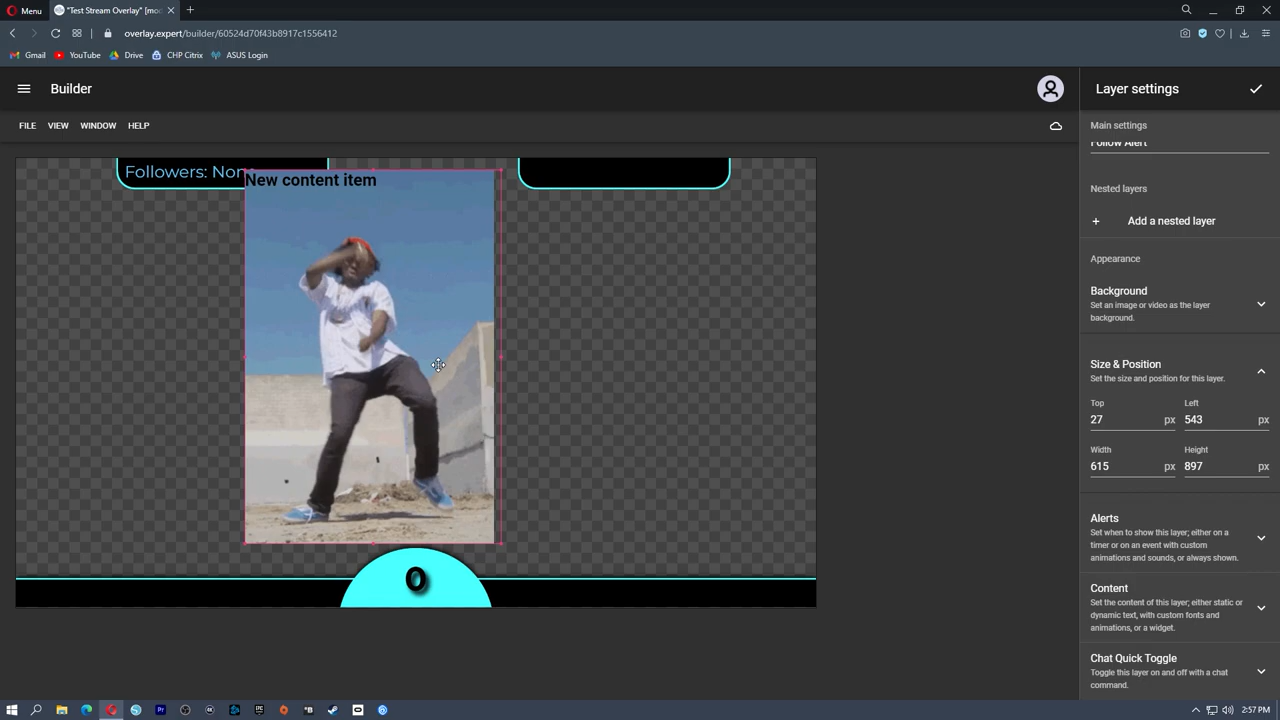 Menu
"Test Stream Overlay" [mod
overlay.expert/builder/60524d70f43b8917c1556412
Gmail
YouTube
Drive
CHP Citrix
ASUS Login
Builder
Layer settings
FILE
VIEW
WINDOW
HELP
Main settings
Follow Alert
Followers: Non
New content item
Nested layers
+ Add a nested layer
Appearance
Background
Set an image or video as the layer
background.
Size & Position
Set the size and position for this layer.
Top
Left
27 px
543 px
Width
Height
615 px
897 px
Alerts
Set when to show this layer; either on a
timer or on an event with custom
animations and sounds, or always shown.
0
Content
Set the content of this layer; either static or
dynamic text, with custom fonts and
animations, or a widget.
Chat Quick Toggle
Toggle this layer on and off with a chat
command.
2:57 PM